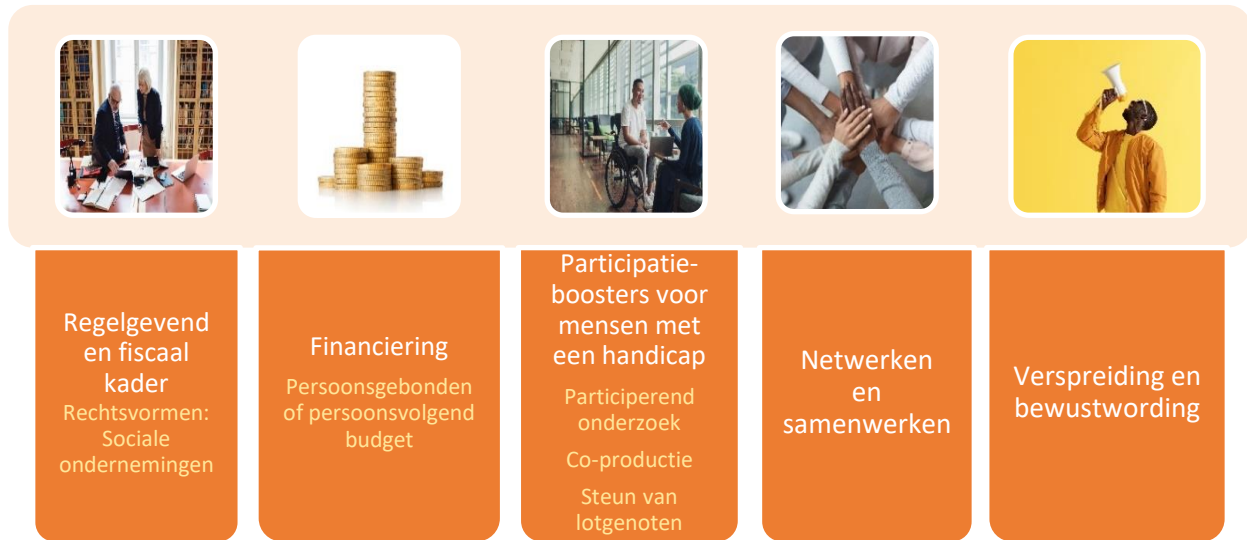 Regelgevend
en fiscaal
kader
Rechtsvormen:
Sociale
ondernemingen
Financiering
Persoonsgebonden
of persoonsvolgend
budget
Participatie-
boosters voor
mensen met
een handicap
Participerend
onderzoek
Co-productie
Steun van
lotgenoten
Netwerken
en
samenwerken
Verspreiding en
bewustwording